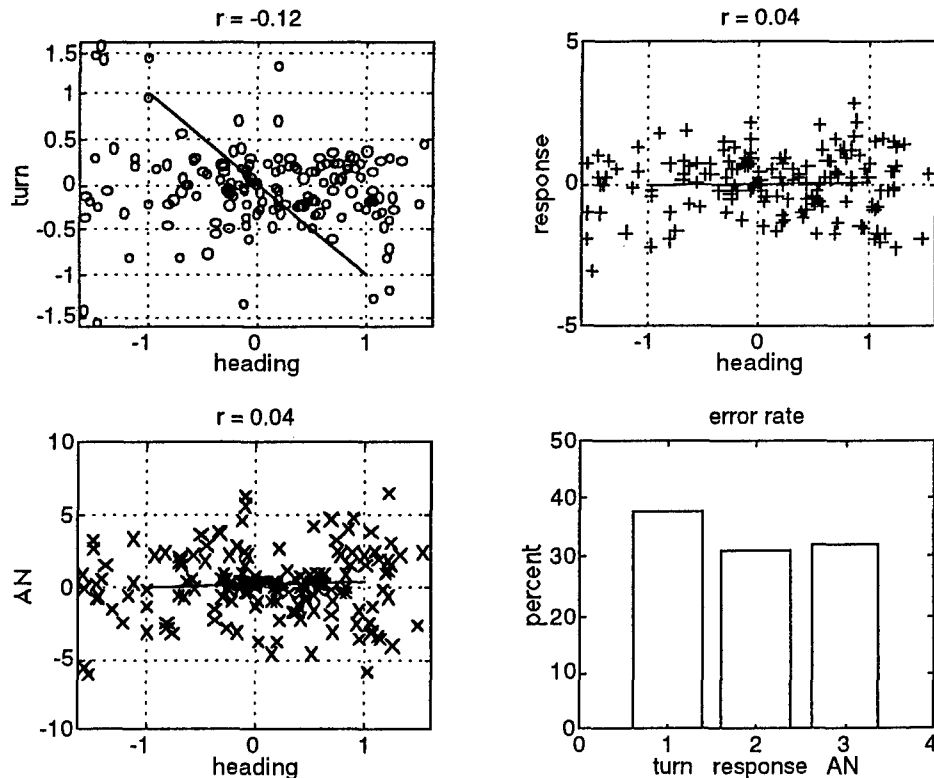 r = -0.12
1.5
1
0.5
0
-0.5
-1
-1.5
turn
-1
0
1
heading
r = 0.04
5
0
-5
response
-1
0
1
heading
r = 0.04
10
5
0
-5
-10
AN
-1
0
1
heading
error rate
50
40
30
20
10
0
percent
0
1
2
3
4
turn
response
AN